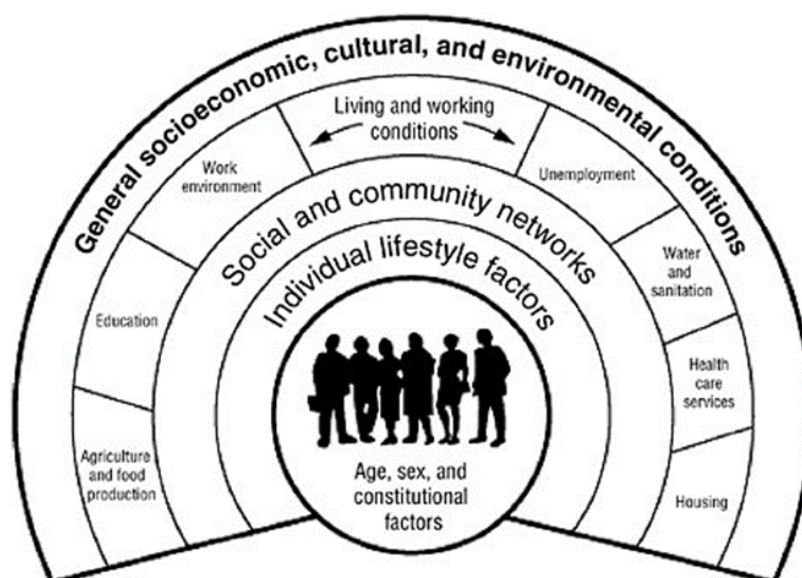 General socioeconomic, cultural, and environmental conditions
Living and working
conditions
Work
environment
Unemployment
Social and community networks
Individual lifestyle factors
Education
Water
and
sanitation
Agriculture
and food
production
Health
care
services
Housing
Age, sex, and
constitutional
factors